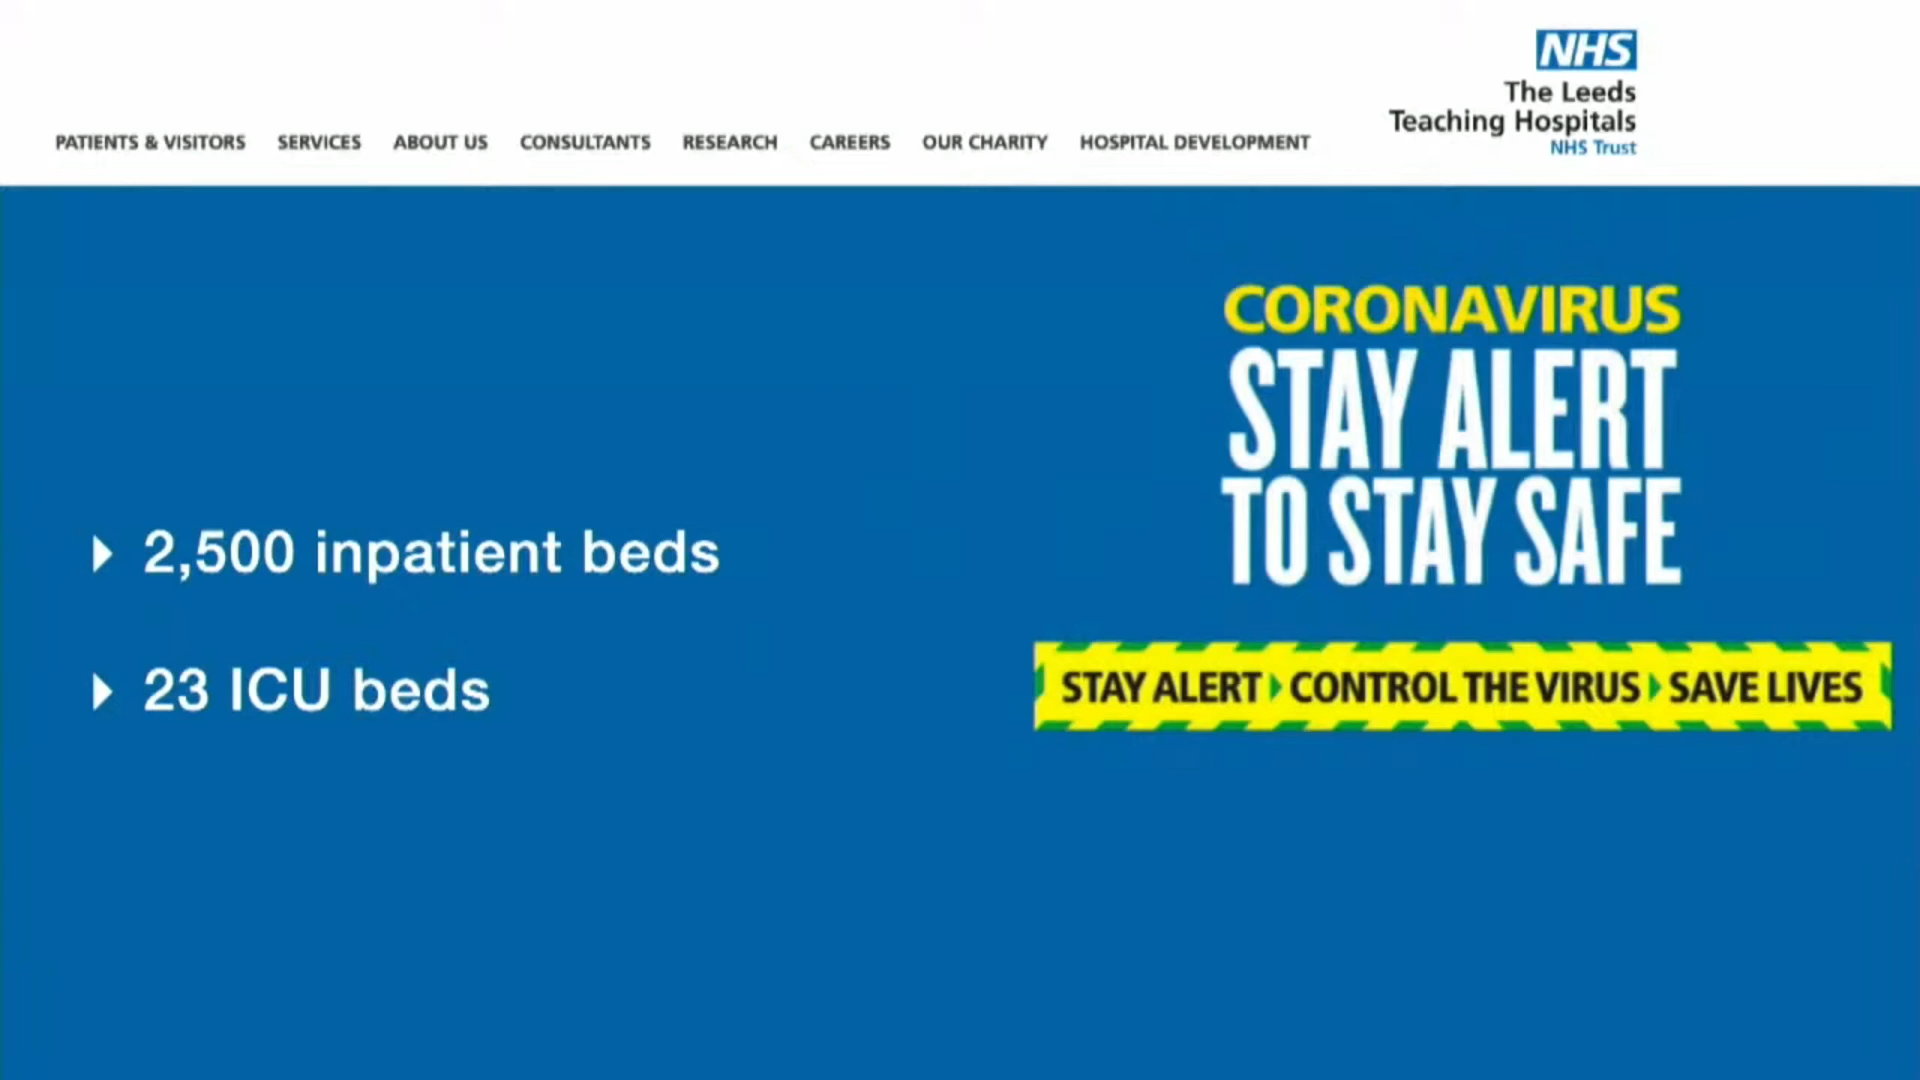 NHS
The Leeds
Teaching Hospitals
NHS Trust
PATIENTS & VISITORS SERVICES ABOUT US CONSULTANTS RESEARCH CAREERS OUR CHARITY HOSPITAL DEVELOPMENT
2,500 inpatient beds
23 ICU beds
CORONAVIRUS
STAY ALERT
TO STAY SAFE
STAY ALERT CONTROL THE VIRUS SAVE LIVES